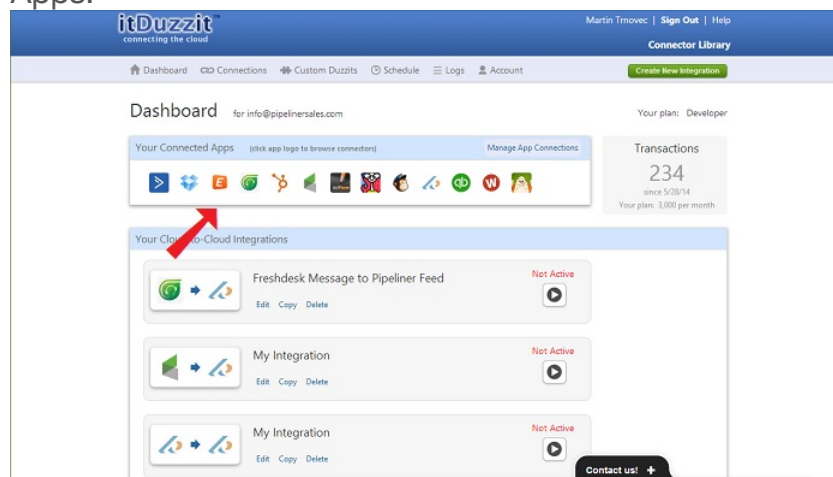 Apps.
itDuzzit™
connecting the cloud
Martin Trnovec | Sign Out | Help
Connector Library
Dashboard Connections Custom Duzzits Schedule Logs Account
Create New Integration
Dashboard for info@pipelinersales.com
Your plan: Developer
Your Connected Apps (click app logo to browse connectors) Manage App Connections
Transactions
234
since 5/28/14
Your plan: 1,000 per month
Your Cloud-to-Cloud Integrations
Freshdesk Message to Pipeliner Feed
Not Active
Edit Copy Delete
My Integration
Not Active
Edit Copy Delete
My Integration
Not Active
Edit Copy Delete
Contact us! +